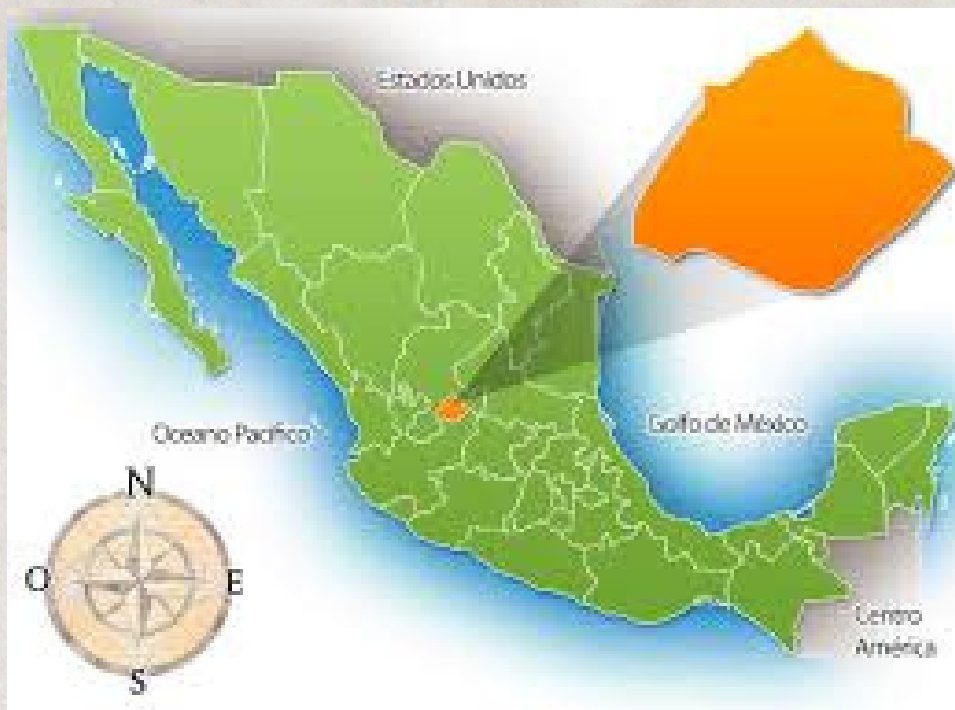 Estados Unidos
Oceano Pacifico
Golfo de México
N
O
E
S
Centro
América